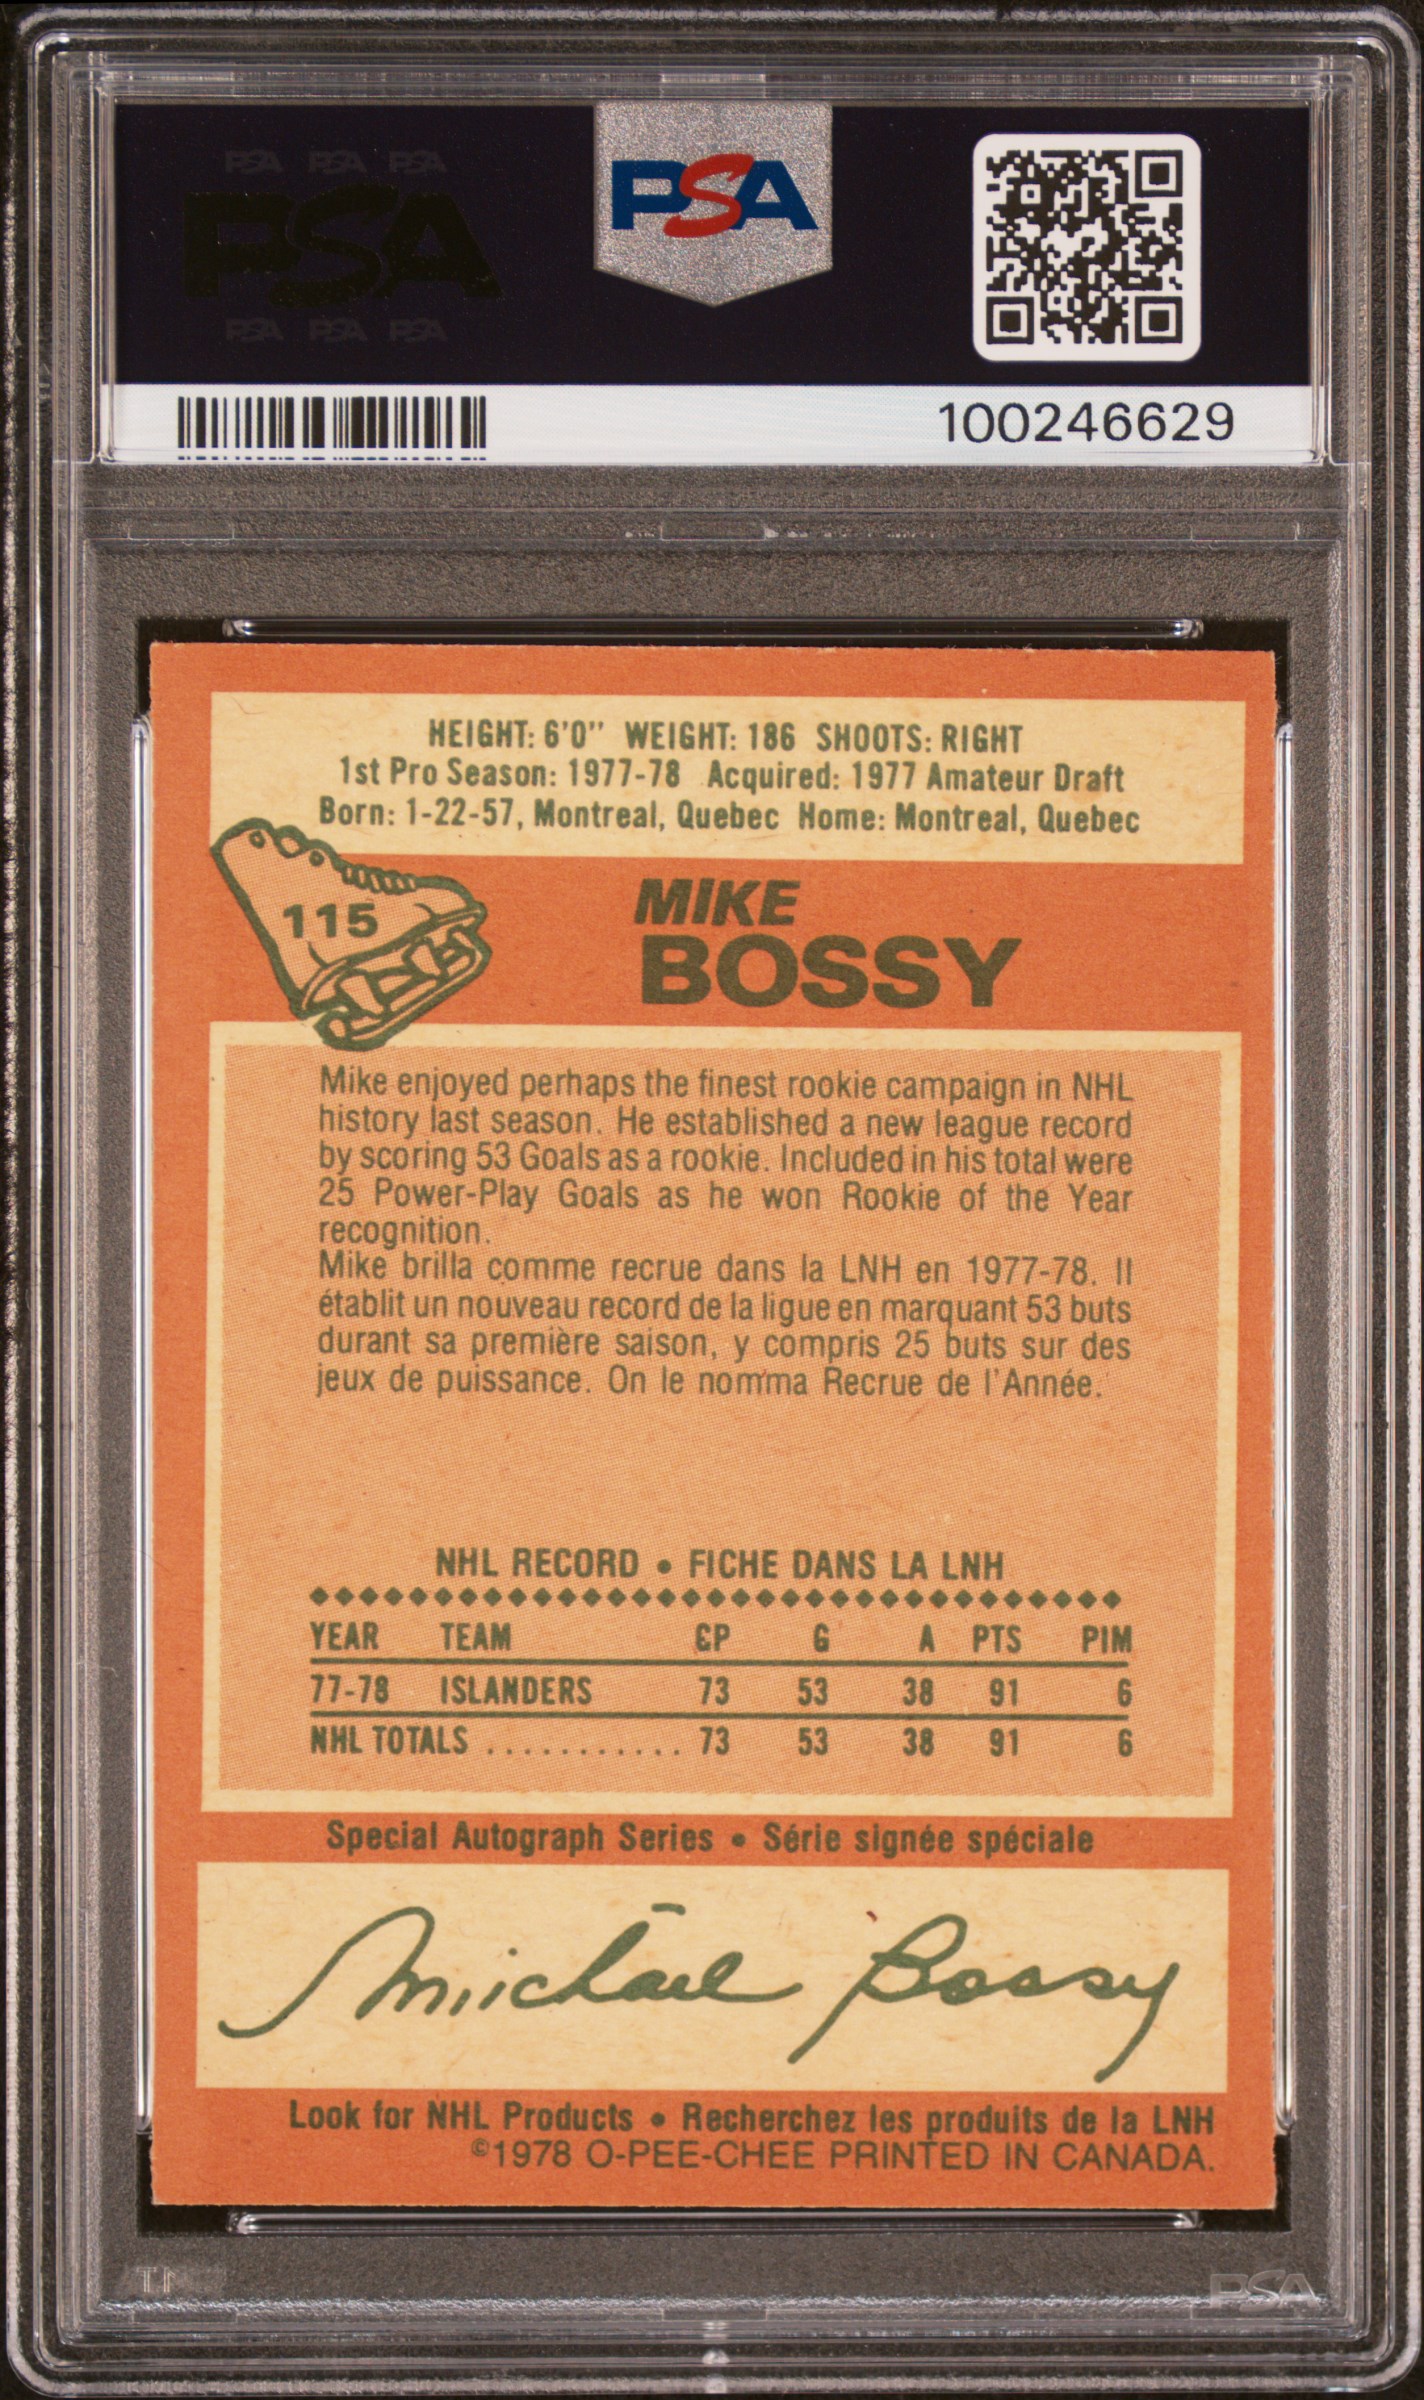 PSA PSA PSA
PSA
PSA PSA PSA
PSA
100246629
HEIGHT: 6'0" WEIGHT: 186 SHOOTS: RIGHT
1st Pro Season: 1977-78 Acquired: 1977 Amateur Draft
Born: 1-22-57, Montreal, Quebec Home: Montreal, Quebec
115
MIKE
BOSSY
Mike enjoyed perhaps the finest rookie campaign in NHL
history last season. He established a new league record
by scoring 53 Goals as a rookie. Included in his total were
25 Power-Play Goals as he won Rookie of the Year
recognition.
Mike brilla comme recrue dans la LNH en 1977-78. Il
établit un nouveau record de la ligue en marquant 53 buts
durant sa première saison, y compris 25 buts sur des
jeux de puissance. On le nomma Recrue de l'Année.
NHL RECORD • FICHE DANS LA LNH
YEAR TEAM GP G A PTS PIM
77-78 ISLANDERS 73 53 38 91 6
NHL TOTALS ........... 73 53 38 91 6
Special Autograph Series • Série signée spéciale
Michael Bossy
Look for NHL Products • Recherchez les produits de la LNH
©1978 O-PEE-CHEE PRINTED IN CANADA.
PSA